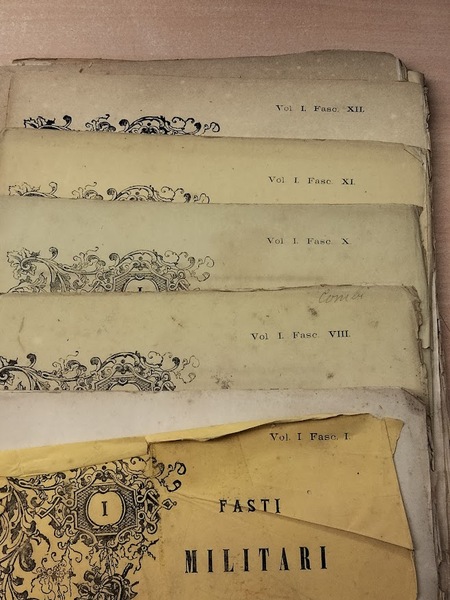 Vol. I. Fasc. XII.
Vol. I. Fasc. XI.
Vol. I. Fasc. X.
I
Vol. I. Fasc. VIII.
Vol. I Fasc. I.
I
FASTI
MILITARI